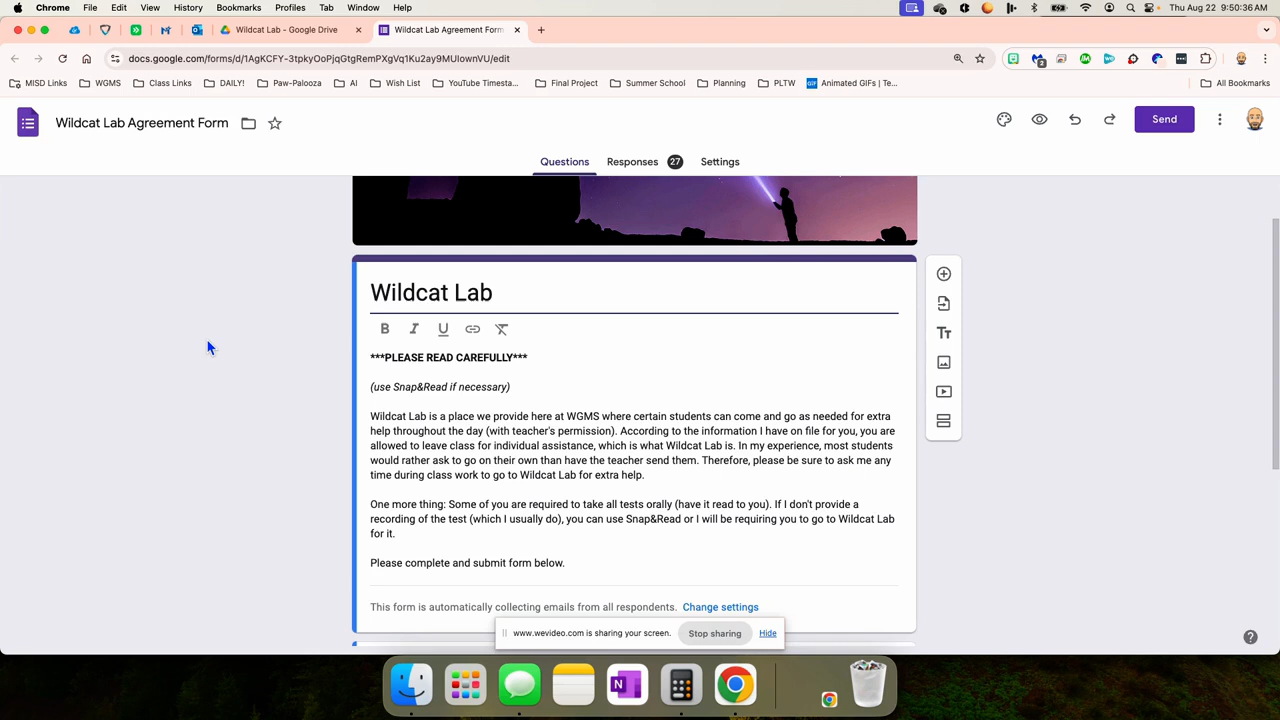 Chrome File Edit View History Bookmarks Profiles Tab Window Help Thu Aug 22 9:50:36 AM
Wildcat Lab - Google Drive × Wildcat Lab Agreement Form × +
docs.google.com/forms/d/1AgKCFY-3tpkyOoPjqGtgRemPXgVq1Ku2ay9MUIownVU/edit
MISD Links WGMS Class Links DAILY! Paw-Palooza AI Wish List YouTube Timesta... Final Project Summer School Planning PLTW GIF Animated GIFs | Te... All Bookmarks
Wildcat Lab Agreement Form Send
Questions Responses 27 Settings
Wildcat Lab
B I U
***PLEASE READ CAREFULLY***
(use Snap&Read if necessary)
Wildcat Lab is a place we provide here at WGMS where certain students can come and go as needed for extra
help throughout the day (with teacher's permission). According to the information I have on file for you, you are
allowed to leave class for individual assistance, which is what Wildcat Lab is. In my experience, most students
would rather ask to go on their own than have the teacher send them. Therefore, please be sure to ask me any
time during class work to go to Wildcat Lab for extra help.
One more thing: Some of you are required to take all tests orally (have it read to you). If I don't provide a
recording of the test (which I usually do), you can use Snap&Read or I will be requiring you to go to Wildcat Lab
for it.
Please complete and submit form below.
This form is automatically collecting emails from all respondents. Change settings
www.wevideo.com is sharing your screen. Stop sharing Hide